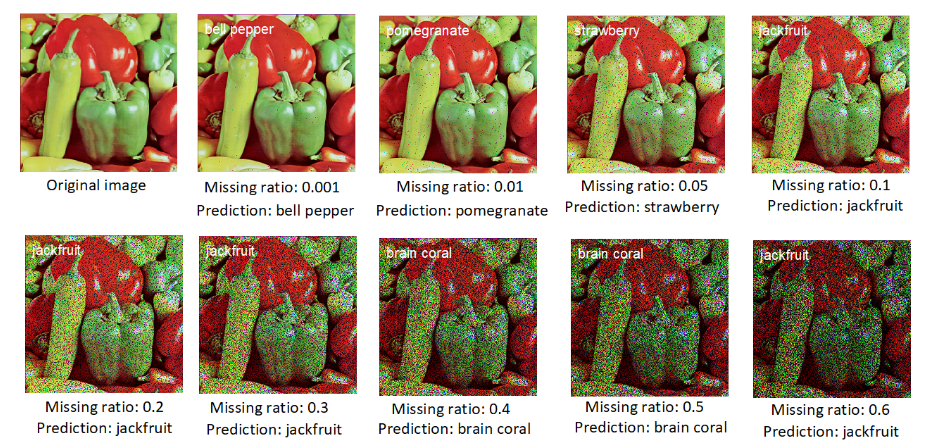 bell pepper
pomegranate
strawberry
jackfruit
Original image
Missing ratio: 0.001
Prediction: bell pepper
Missing ratio: 0.01
Prediction: pomegranate
Missing ratio: 0.05
Prediction: strawberry
Missing ratio: 0.1
Prediction: jackfruit
jackfruit
jackfruit
brain coral
brain coral
jackfruit
Missing ratio: 0.2
Prediction: jackfruit
Missing ratio: 0.3
Prediction: jackfruit
Missing ratio: 0.4
Prediction: brain coral
Missing ratio: 0.5
Prediction: brain coral
Missing ratio: 0.6
Prediction: jackfruit